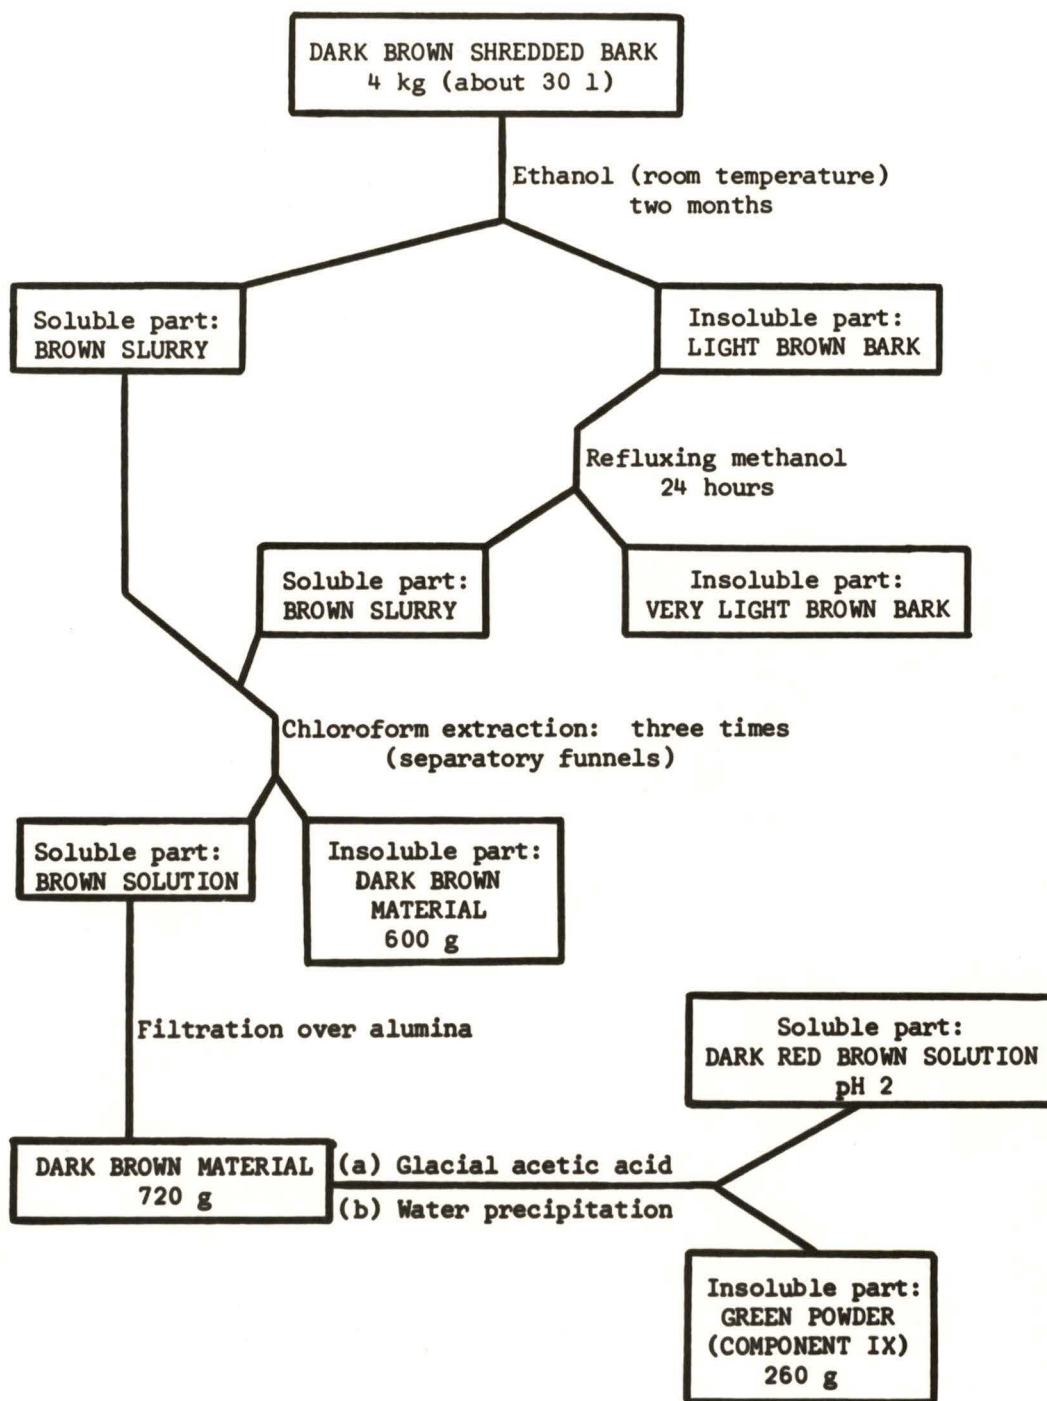 DARK BROWN SHREDDED BARK
4 kg (about 30 l)
Ethanol (room temperature)
two months
Soluble part:
BROWN SLURRY
Insoluble part:
LIGHT BROWN BARK
Refluxing methanol
24 hours
Soluble part:
BROWN SLURRY
Insoluble part:
VERY LIGHT BROWN BARK
Chloroform extraction: three times
(separatory funnels)
Soluble part:
BROWN SOLUTION
Insoluble part:
DARK BROWN
MATERIAL
600 g
Filtration over alumina
Soluble part:
DARK RED BROWN SOLUTION
pH 2
DARK BROWN MATERIAL
720 g
(a) Glacial acetic acid
(b) Water precipitation
Insoluble part:
GREEN POWDER
(COMPONENT IX)
260 g